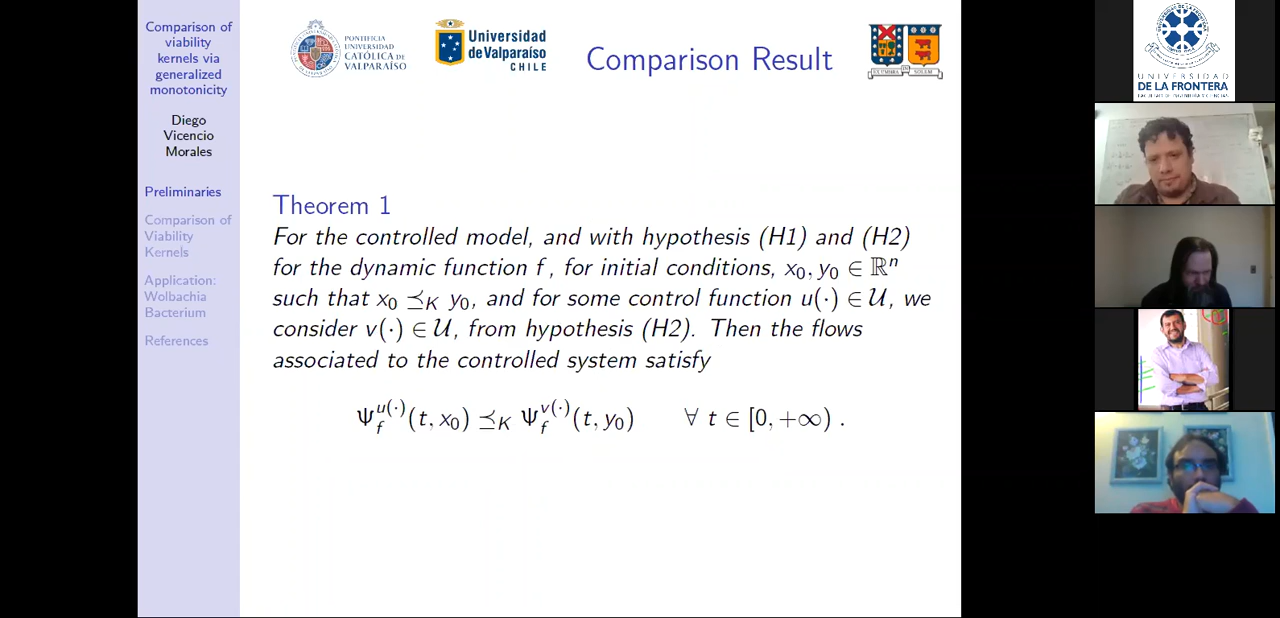 Comparison of
viability
kernels via
generalized
monotonicity
Diego
Vicencio
Morales
Preliminaries
Comparison of
Viability
Kernels
Application:
Wolbachia
Bacterium
References
PONTIFICIA
UNIVERSIDAD
CATÓLICA DE
VALPARAÍSO
Universidad
de Valparaíso
CHILE
Comparison Result
EX UMBRA IN SOLEM
Theorem 1
For the controlled model, and with hypothesis (H1) and (H2)
for the dynamic function f , for initial conditions, x₀, y₀ ∈ ℝⁿ
such that x₀ ⪯_K y₀, and for some control function u(·) ∈ 𝒰, we
consider v(·) ∈ 𝒰, from hypothesis (H2). Then the flows
associated to the controlled system satisfy
Ψ_f^{u(·)}(t, x₀) ⪯_K Ψ_f^{v(·)}(t, y₀) ∀ t ∈ [0, +∞) .
UNIVERSIDAD
DE LA FRONTERA